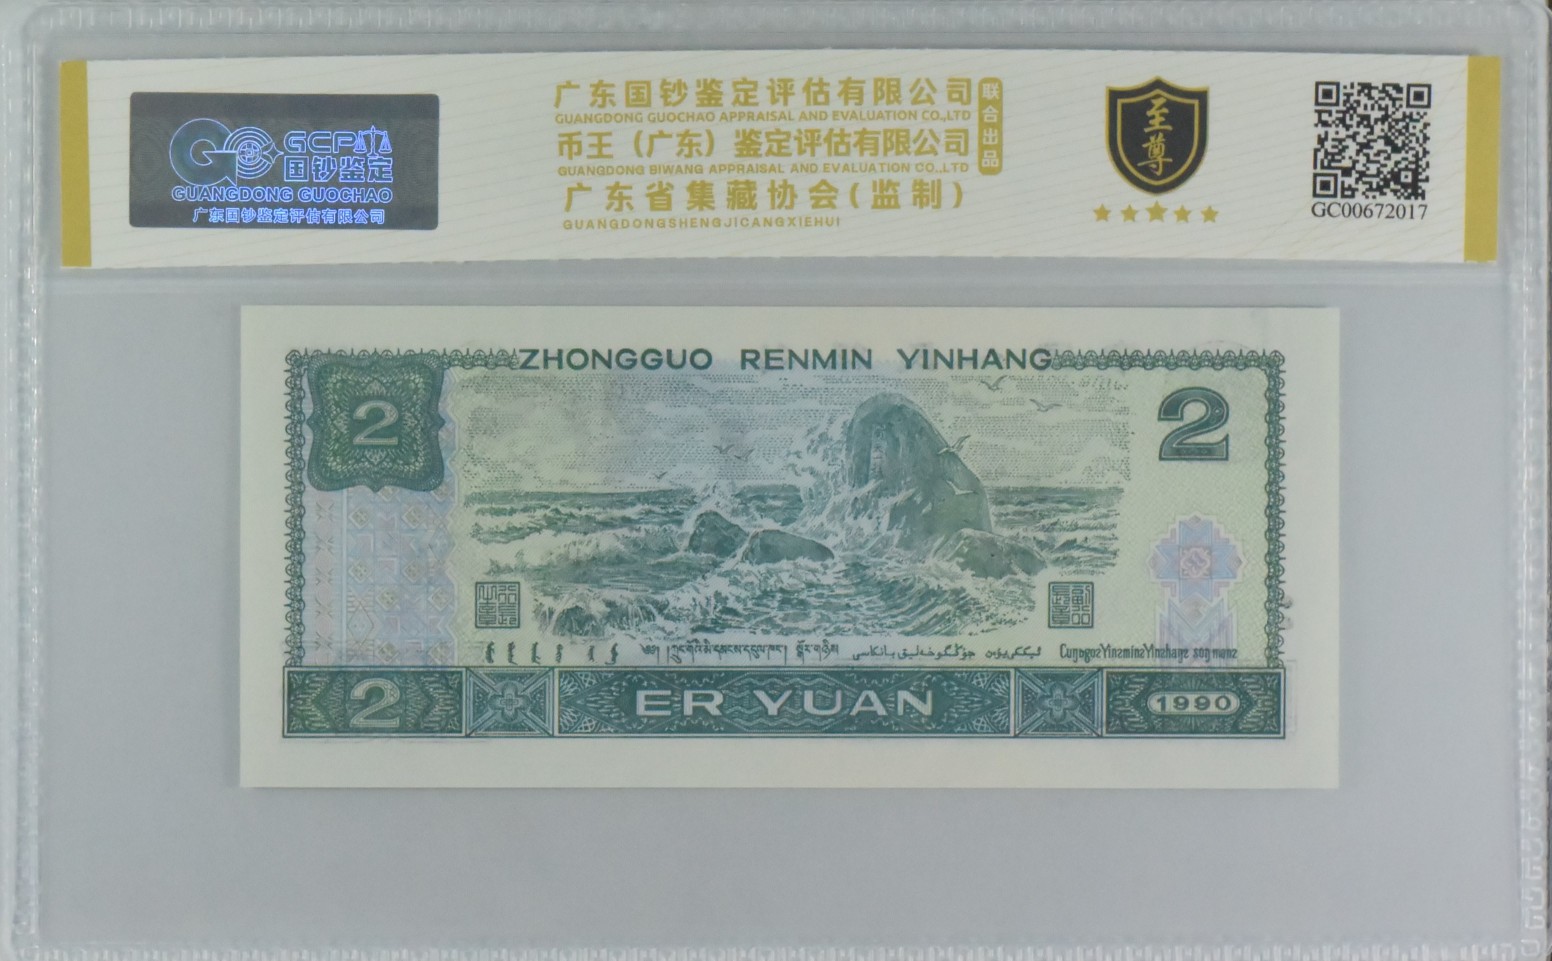 GCP
国钞鉴定
GUANGDONG GUOCHAO
广东国钞鉴定评估有限公司
广东国钞鉴定评估有限公司
GUANGDONG GUOCHAO APPRAISAL AND EVALUATION CO.,LTD
币王（广东）鉴定评估有限公司
GUANGDONG BIWANG APPRAISAL AND EVALUATION CO.,LTD
广东省集藏协会(监制)
GUANGDONGSHENGJICANGXIEHUI
联合出品
至尊
GC00672017
ZHONGGUO RENMIN YINHANG
2
2
Cuŋƅgoƨ Yinƨminƨ Yinƨhaŋe
2
ER YUAN
1990